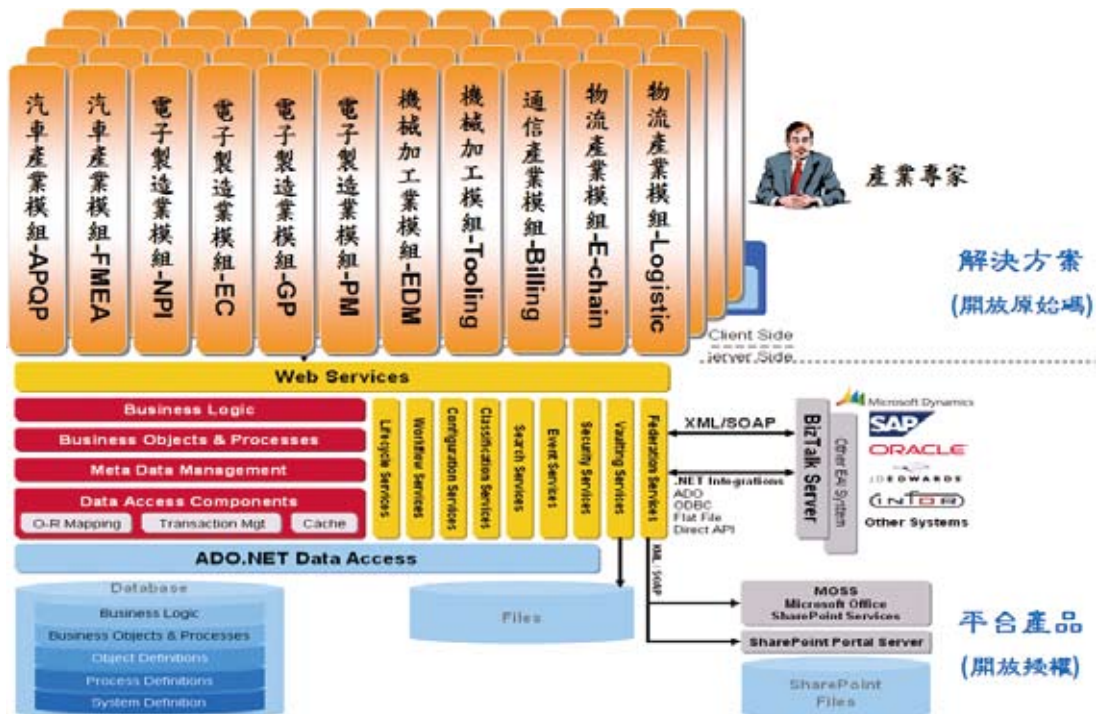 汽車產業模組-APQP
汽車產業模組-FMEA
電子製造業模組-NPI
電子製造業模組-EC
電子製造業模組-GP
電子製造業模組-PM
機械加工業模組-EDM
機械加工模組-Tooling
通信產業模組-Billing
物流產業模組-E-chain
物流產業模組-Logistic
產業專家
解決方案
(開放原始碼)
Client Side
Server Side
Web Services
Business Logic
Business Objects & Processes
Meta Data Management
Data Access Components
O-R Mapping
Transaction Mgt
Cache
Lifecycle Services
Workflow Services
Configuration Services
Classification Services
Search Services
Event Services
Security Services
Vaulting Services
Federation Services
XML/SOAP
.NET Integrations
ADO
ODBC
Flat File
Direct API
BizTalk Server
Other EAI System
Microsoft Dynamics
SAP
ORACLE
JDEDWARDS
infor
Other Systems
ADO.NET Data Access
XML / SOAP
Database
Business Logic
Business Objects & Processes
Object Definitions
Process Definitions
System Definition
Files
MOSS
Microsoft Office
SharePoint Services
SharePoint Portal Server
SharePoint
Files
平台產品
(開放授權)